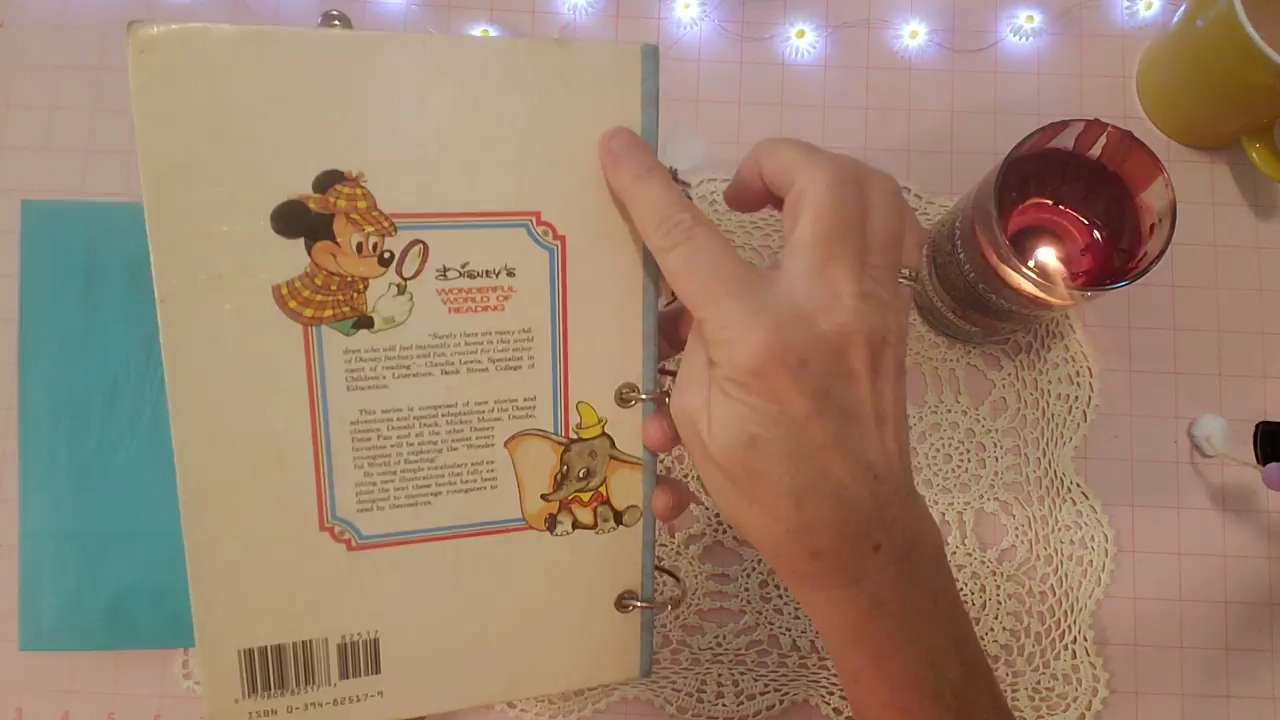 DISNEY'S
WONDERFUL
WORLD OF
READING
"Surely there are many chil-
dren who will feel instantly at home in this world
of Disney fantasy and fun, created for their enjoy-
ment of reading"—Claudia Lewis, Specialist in
Children's Literature, Bank Street College of
Education.
This series is comprised of new stories and
adventures and special adaptations of the Disney
classics. Donald Duck, Mickey Mouse, Dumbo,
Peter Pan and all the other Disney
favorites will be along to assist every
youngster in exploring the "Wonder-
ful World of Reading"
By using simple vocabulary and ex-
citing new illustrations that fully ex-
plain the text these books have been
designed to encourage youngsters to
read by themselves.
82517
ISBN 0-394-82517-9
3 4 5 6